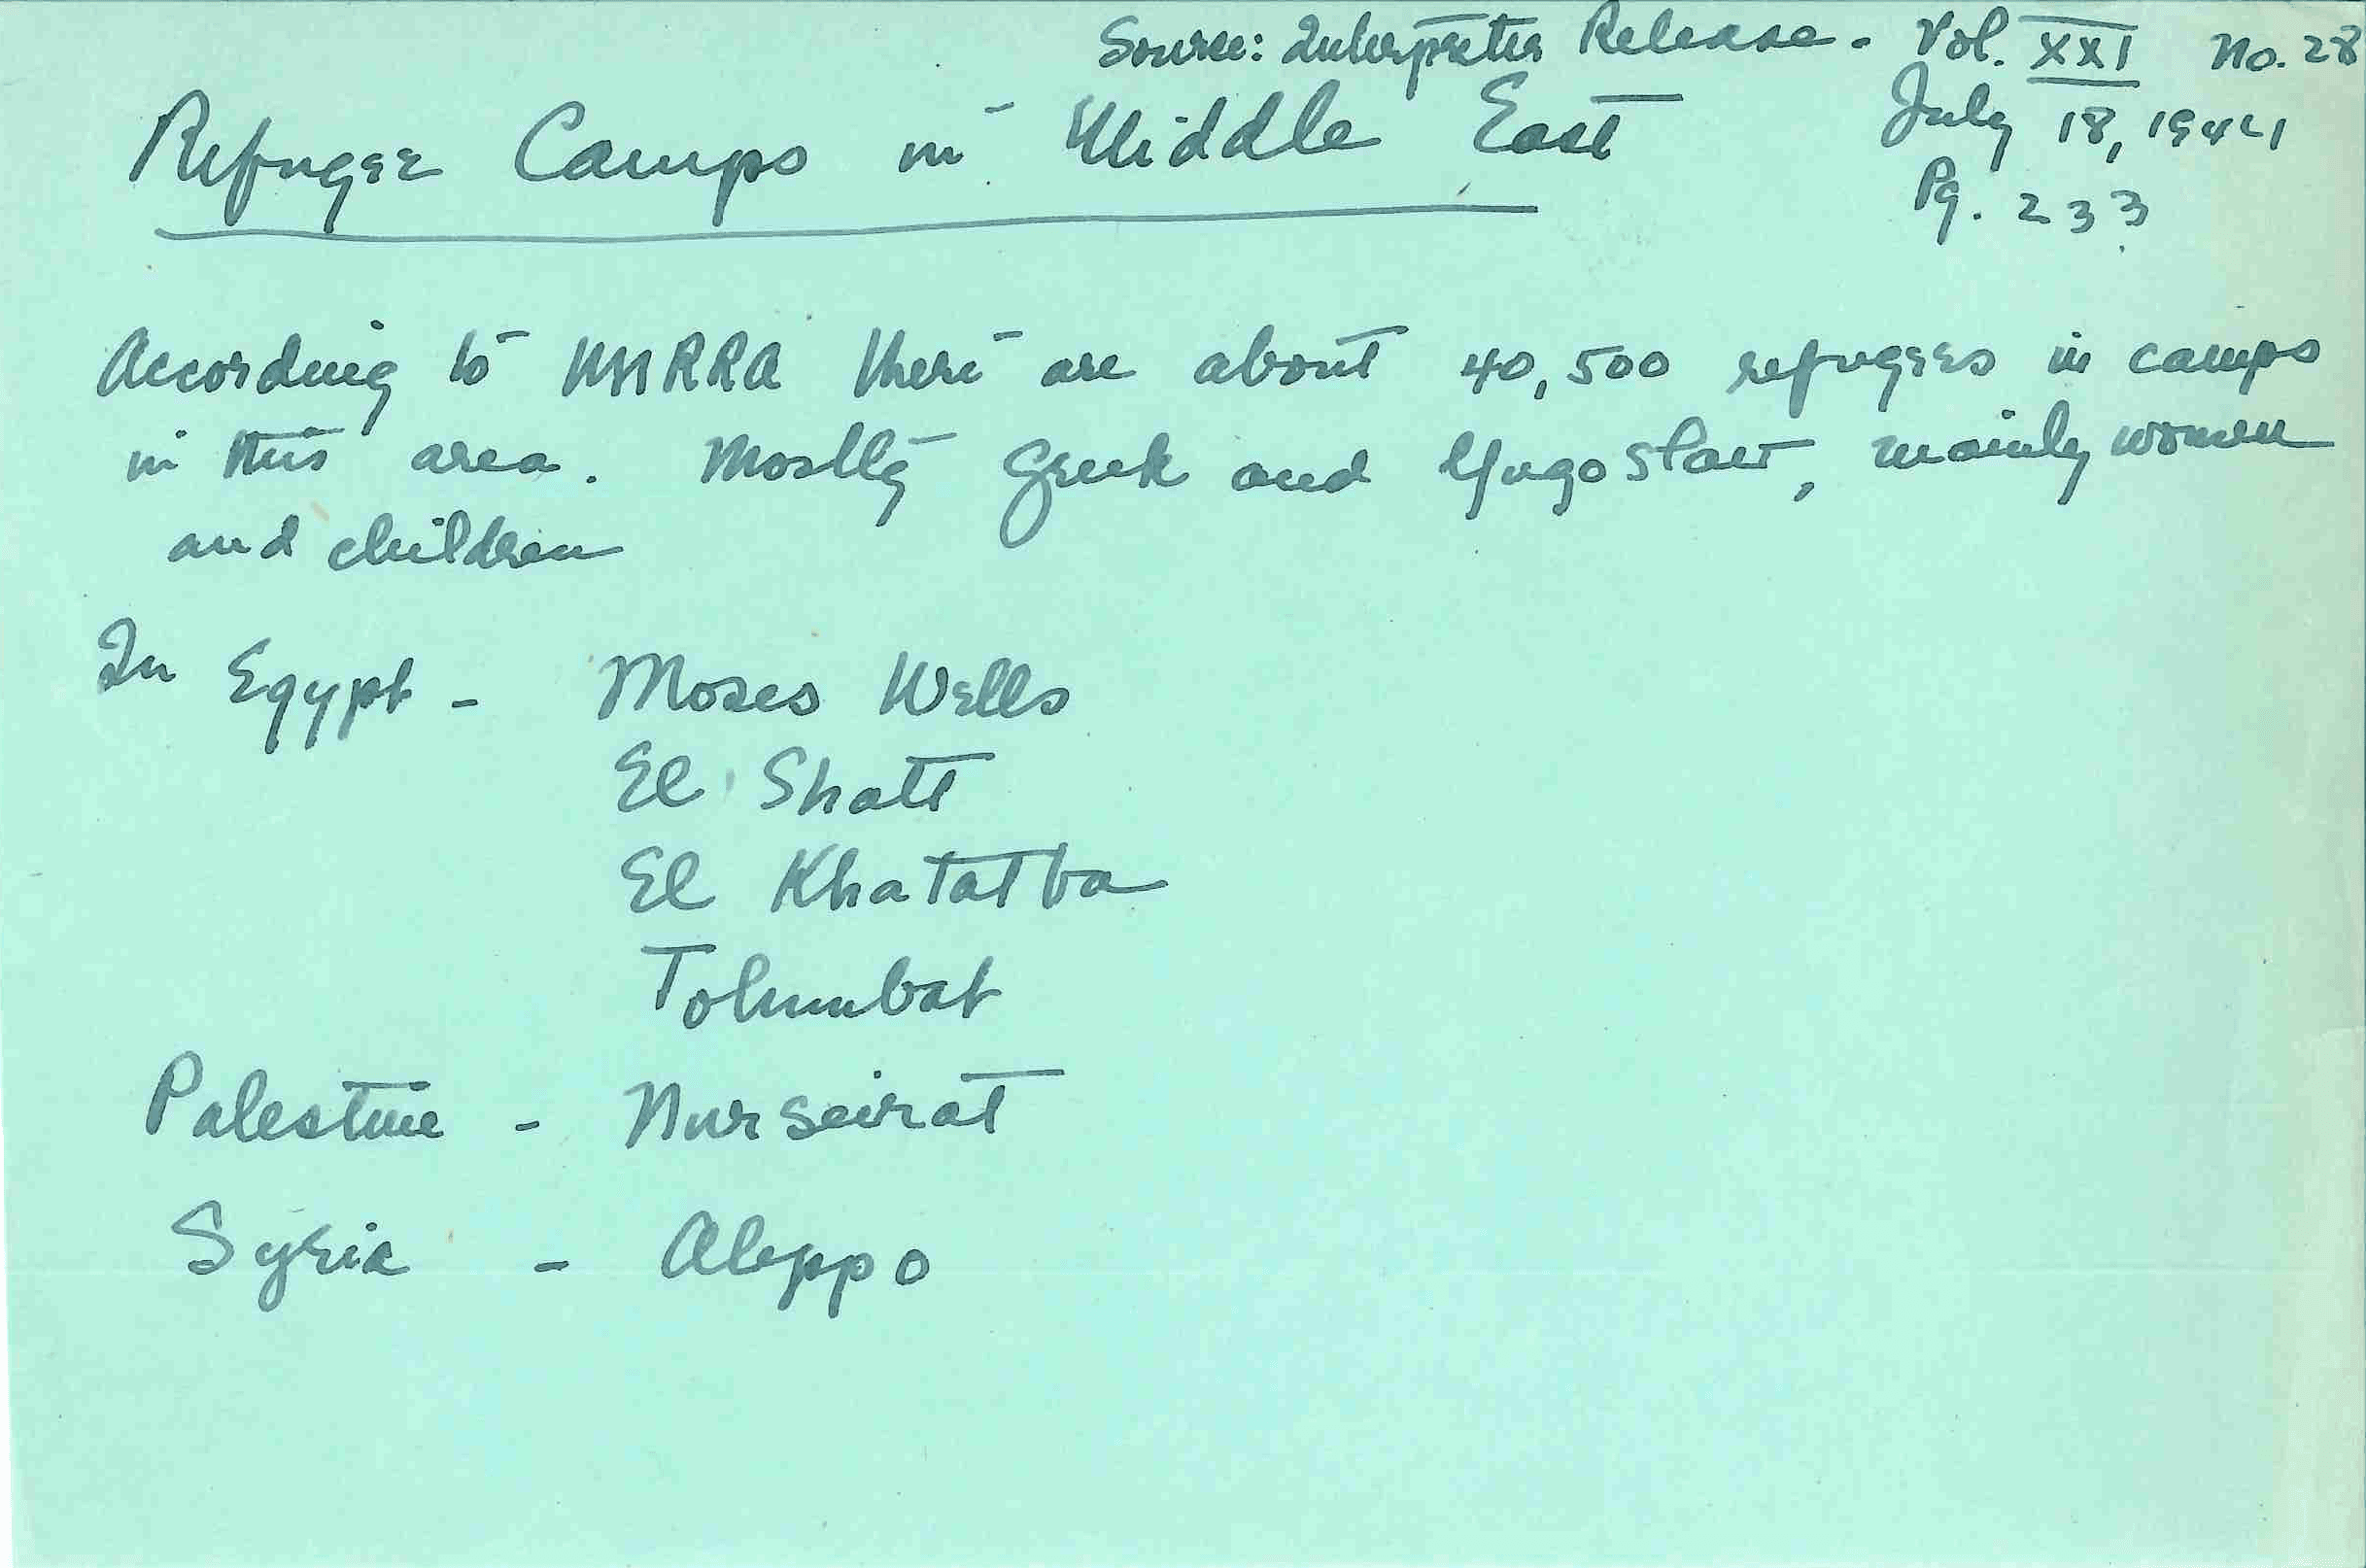 Source: Interpreter Release - Vol. XXI No. 28
July 18, 1944
Pg. 233
Refugee Camps in Middle East
According to UNRRA there are about 40,500 refugees in camps
in this area. Mostly Greek and Yugoslav, mainly women
and children
In Egypt - Moses Wells
El Shatt
El Khatatba
Tolumbat
Palestine - Nurseirat
Syria - Aleppo